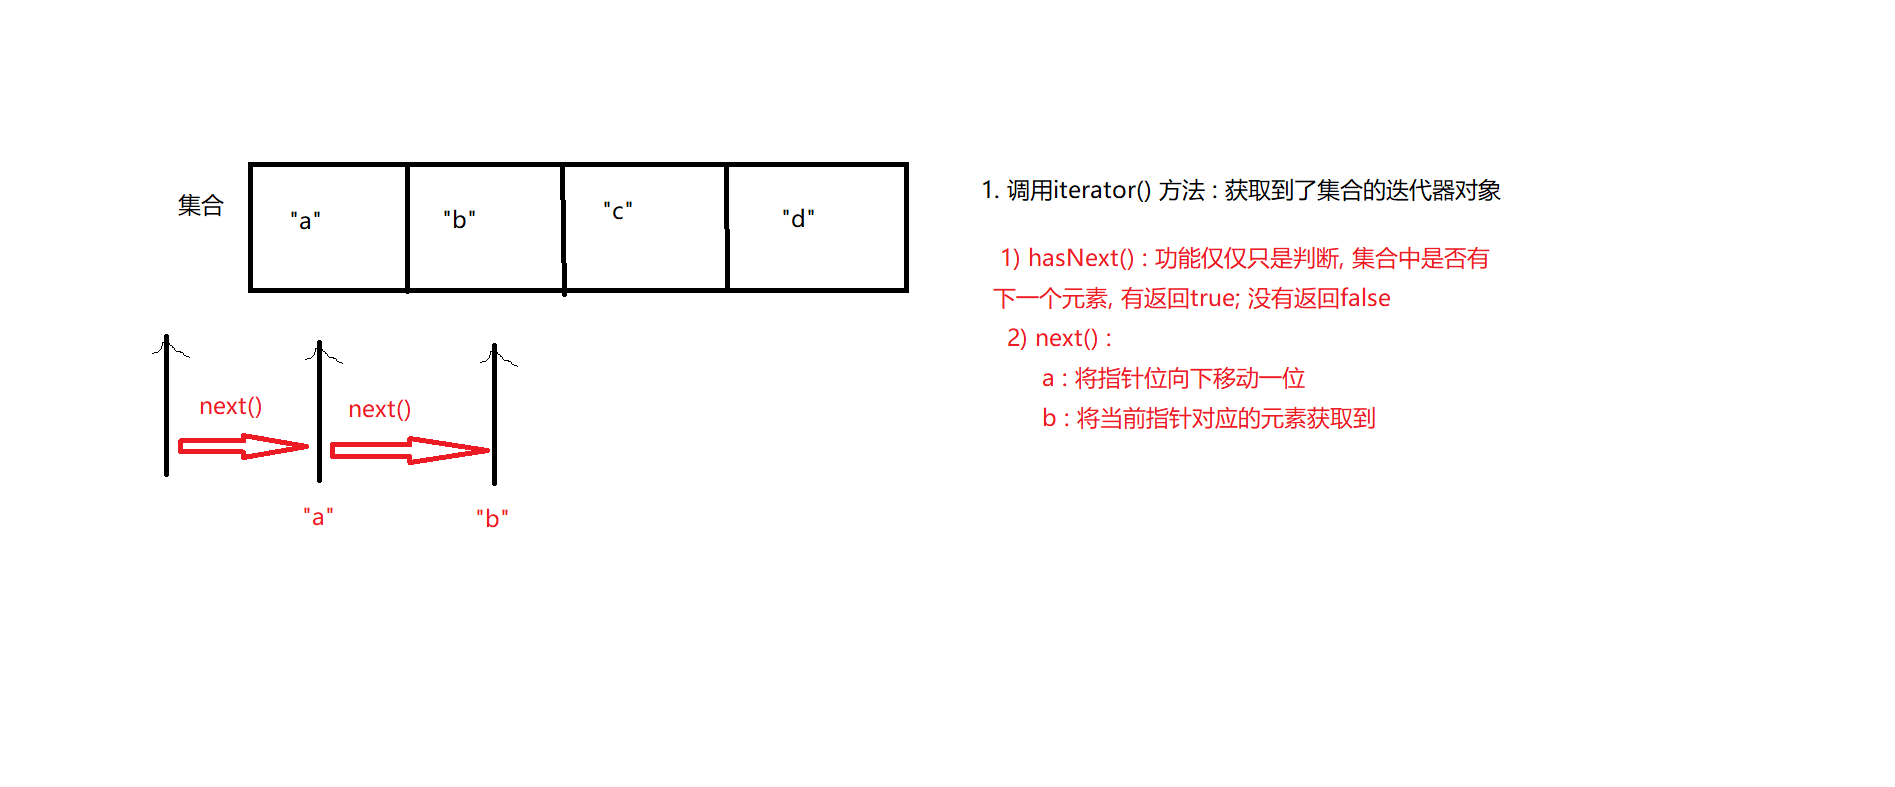 集合
"a"
"b"
"c"
"d"
next()
next()
"a"
"b"
1. 调用iterator() 方法 : 获取到了集合的迭代器对象
1) hasNext() : 功能仅仅只是判断, 集合中是否有
下一个元素, 有返回true; 没有返回false
2) next() :
a : 将指针位向下移动一位
b : 将当前指针对应的元素获取到